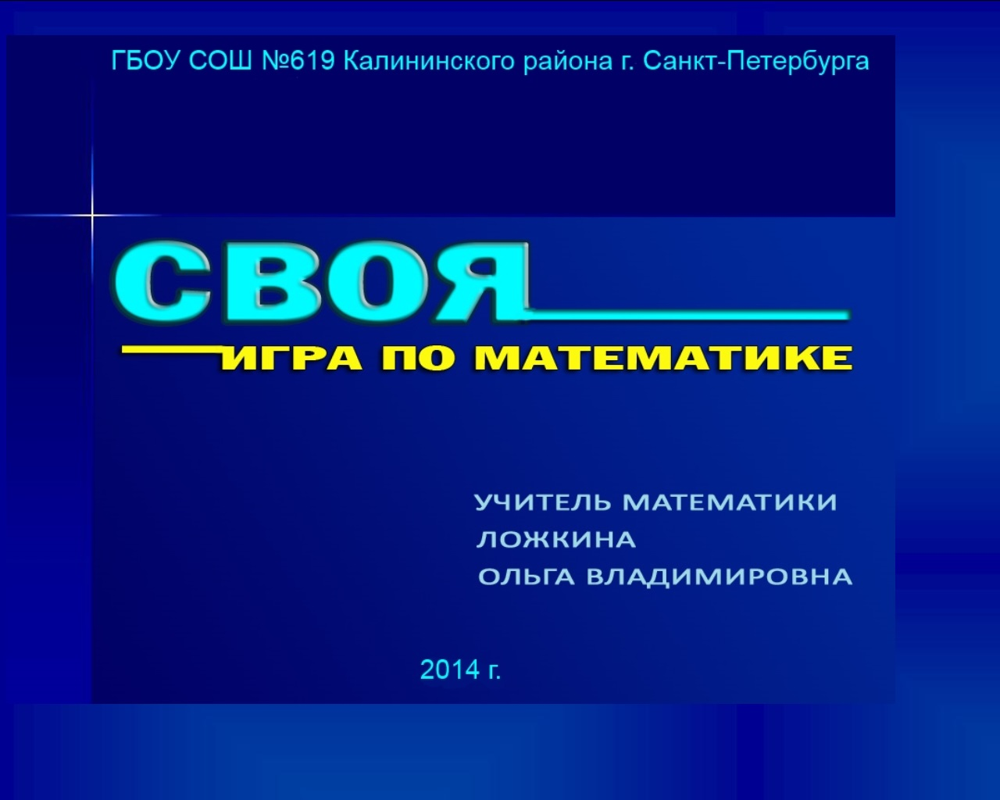 ГБОУ СОШ №619 Калининского района г. Санкт-Петербурга
СВОЯ
ИГРА ПО МАТЕМАТИКЕ
УЧИТЕЛЬ МАТЕМАТИКИ
ЛОЖКИНА
ОЛЬГА ВЛАДИМИРОВНА
2014 г.